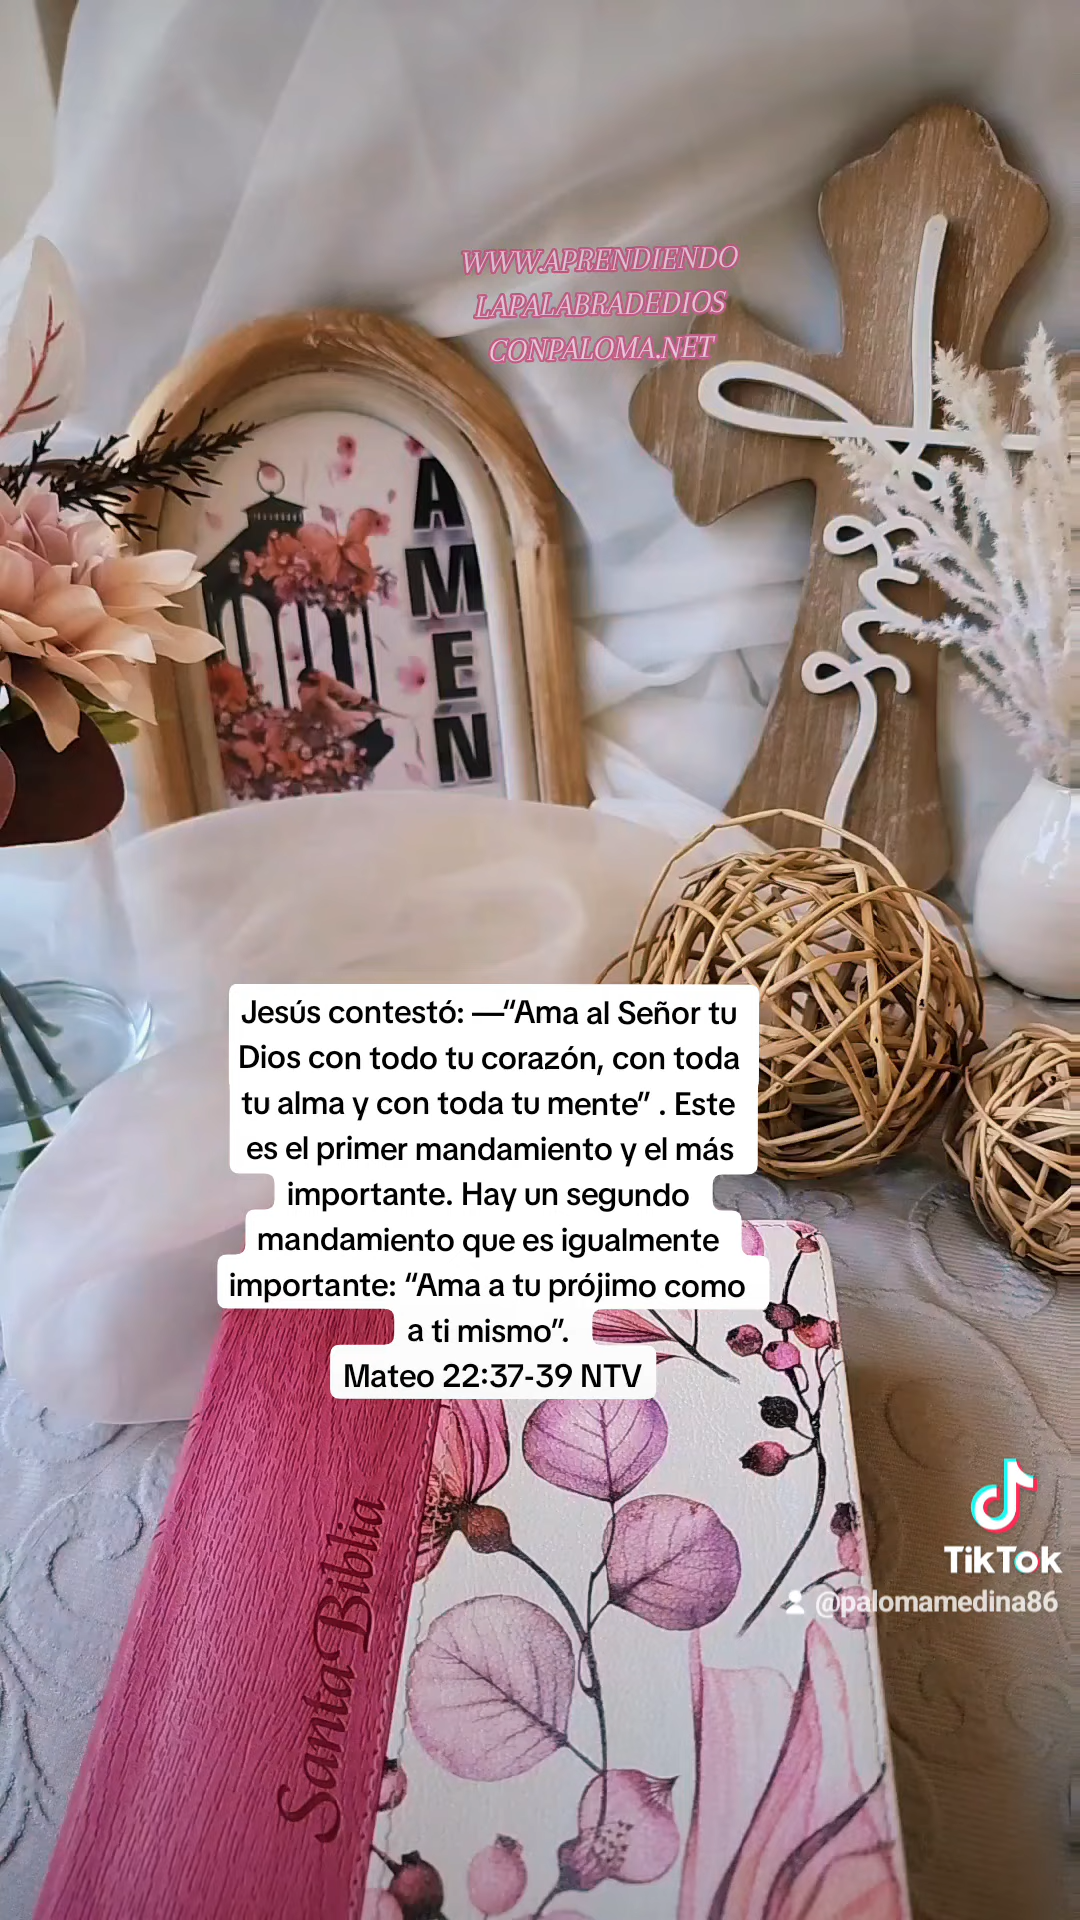 WWW.APRENDIENDO
LAPALABRADEDIOS
CONPALOMA.NET
A
M
E
N
Jesús
Jesús contestó: —“Ama al Señor tu
Dios con todo tu corazón, con toda
tu alma y con toda tu mente” . Este
es el primer mandamiento y el más
importante. Hay un segundo
mandamiento que es igualmente
importante: “Ama a tu prójimo como
a ti mismo”.
Mateo 22:37-39 NTV
Santa Biblia
TikTok
@palomamedina86